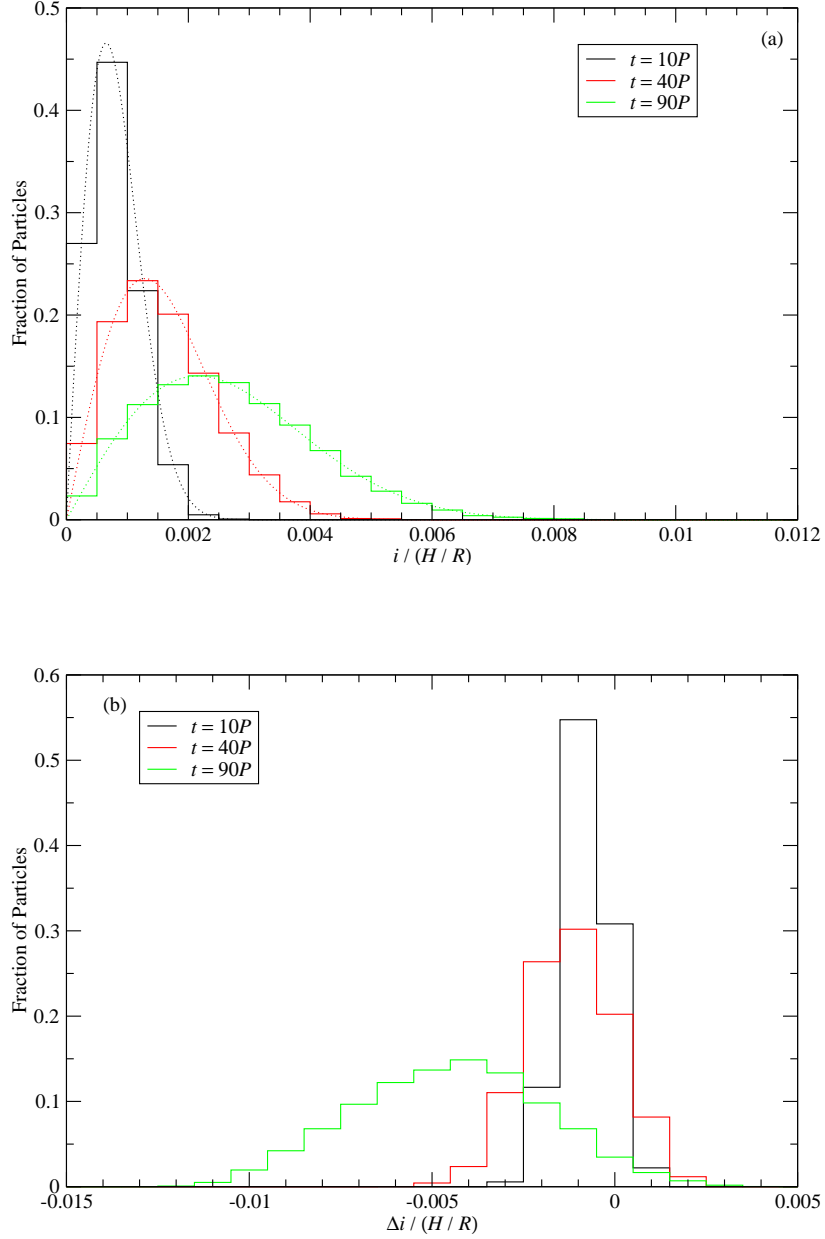 0.5
(a)
t = 10P
t = 40P
t = 90P
0.4
0.3
0.2
0.1
0
Fraction of Particles
0 0.002 0.004 0.006 0.008 0.01 0.012
i / (H / R)
0.6
(b)
t = 10P
t = 40P
t = 90P
0.5
0.4
0.3
0.2
0.1
0
Fraction of Particles
-0.015 -0.01 -0.005 0 0.005
Δi / (H / R)